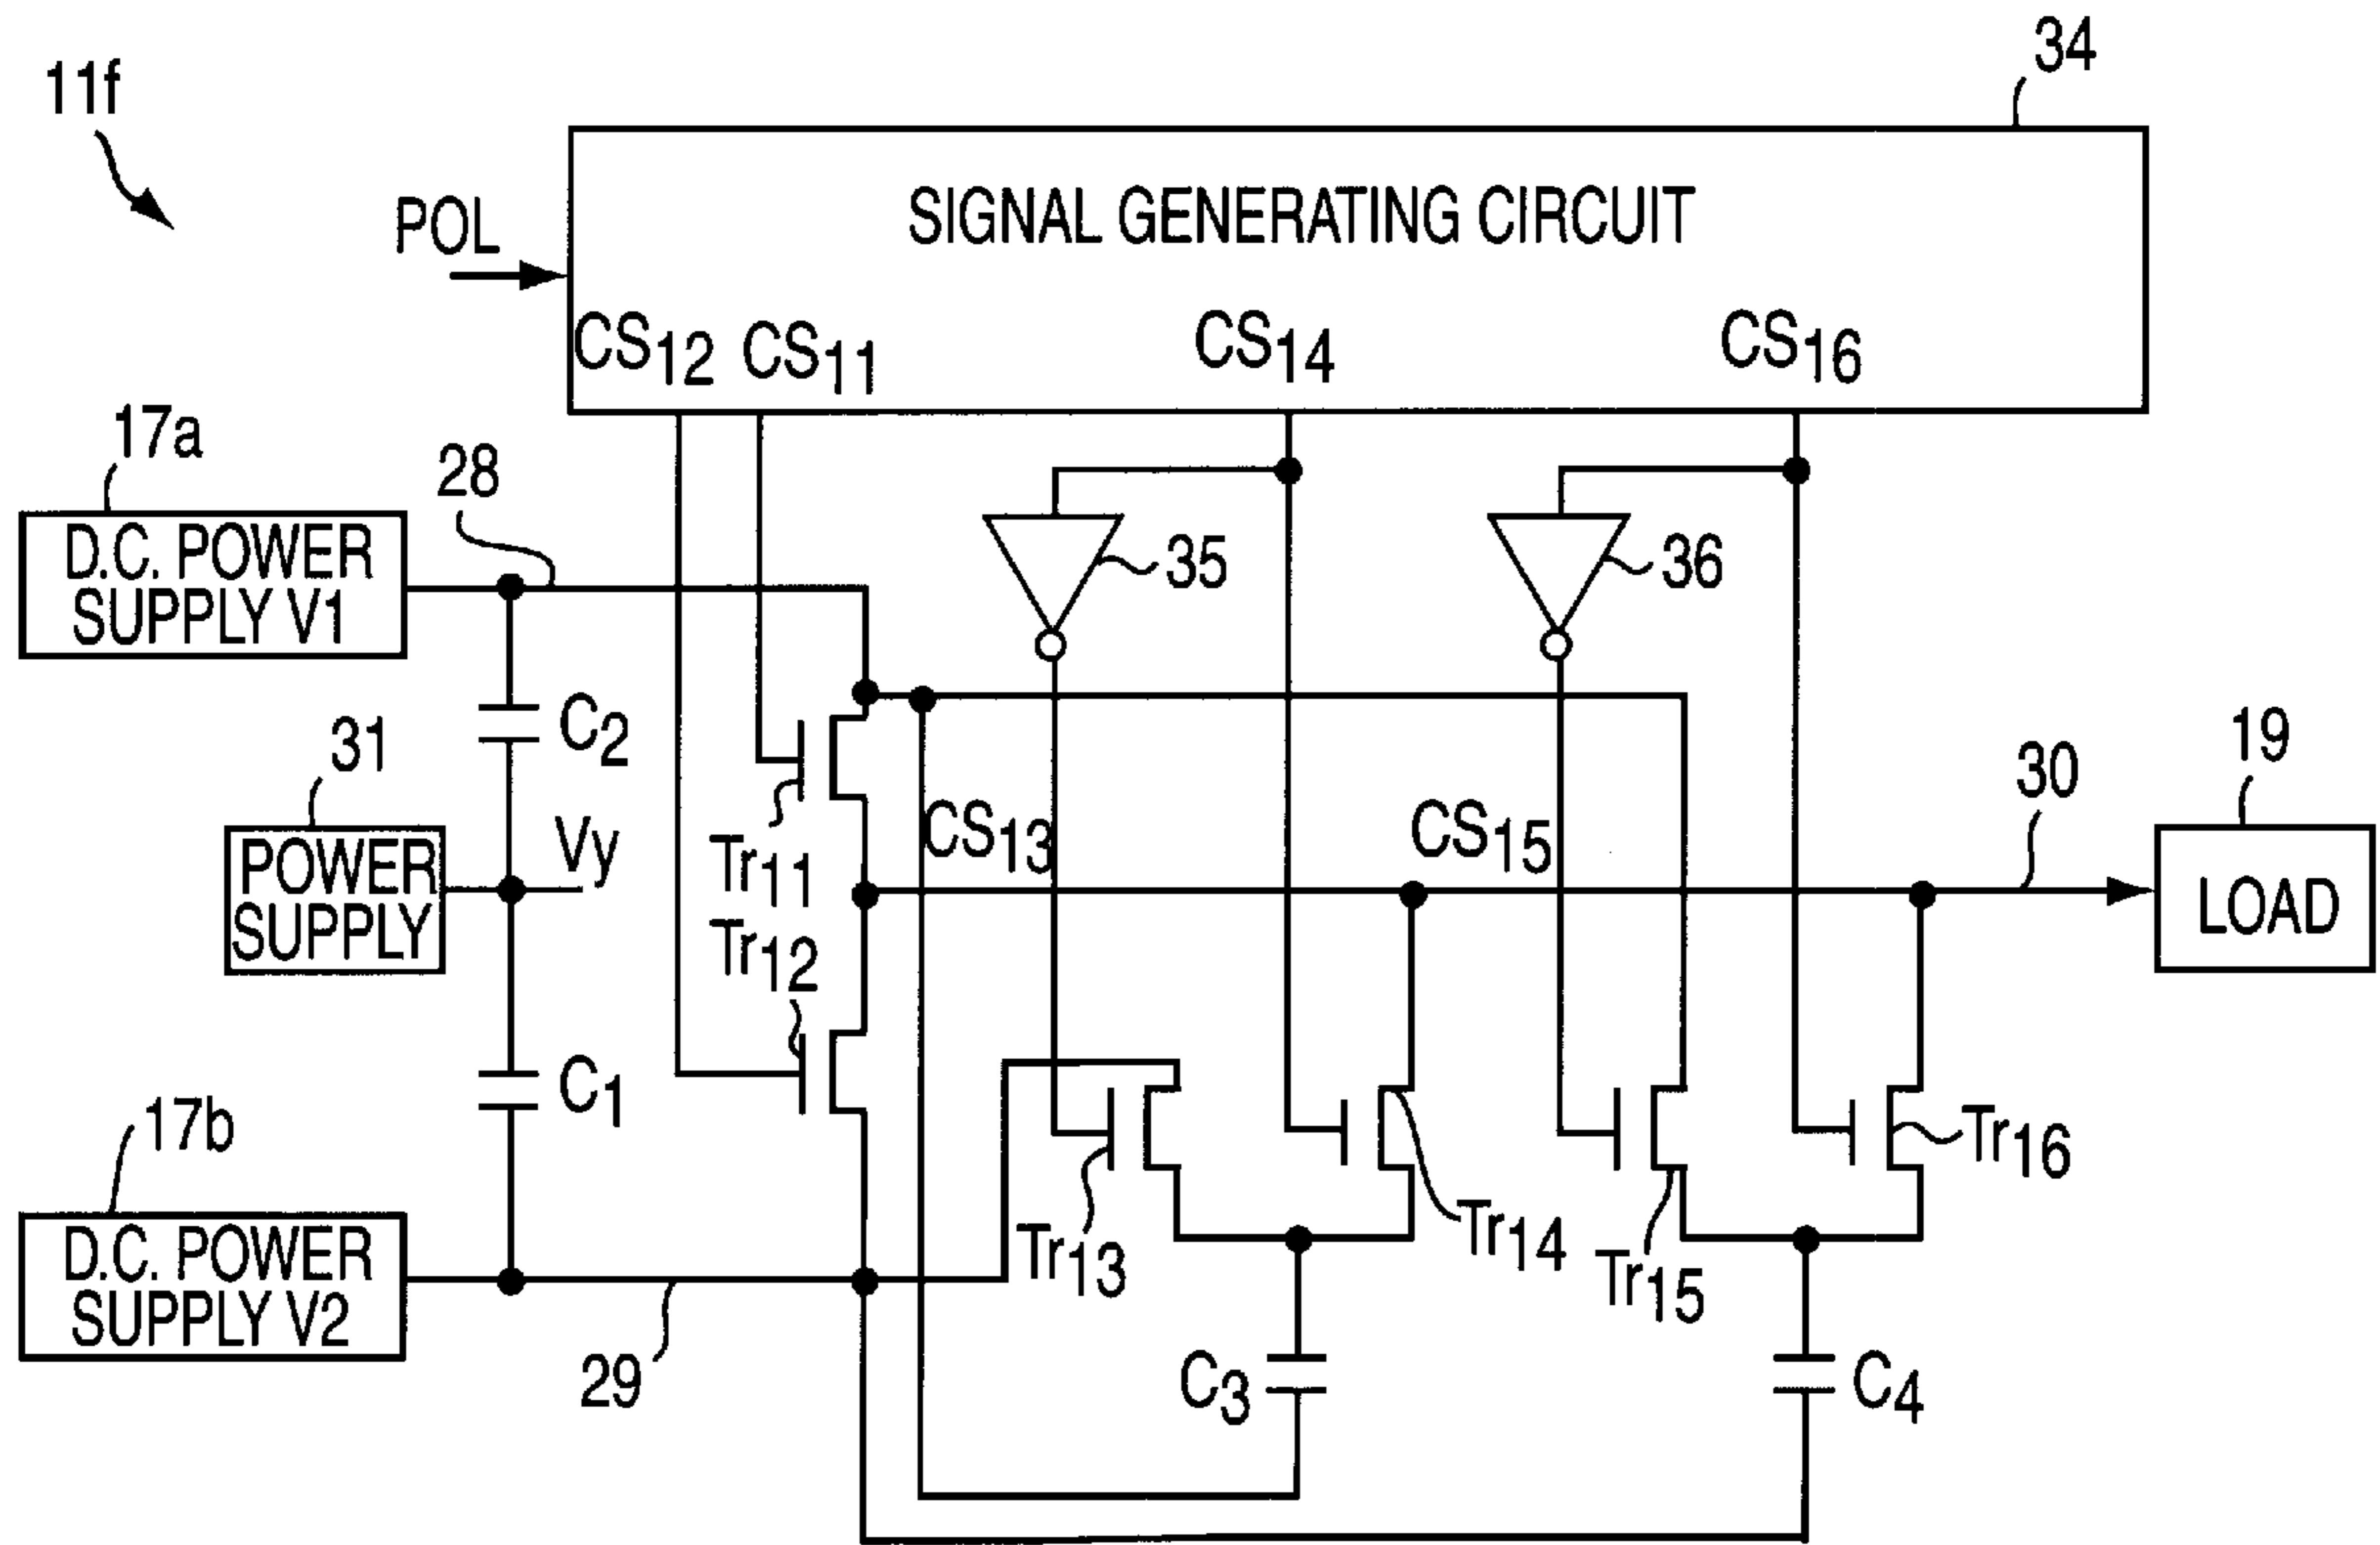 11f
34
POL
SIGNAL GENERATING CIRCUIT
CS12 CS11 CS14 CS16
17a
28
D.C. POWER
SUPPLY V1
35
36
C2
31
19
30
CS13
CS15
Tr11
Vy
POWER
SUPPLY
LOAD
Tr12
C1
17b
Tr16
Tr13
Tr14
Tr15
D.C. POWER
SUPPLY V2
29
C3
C4